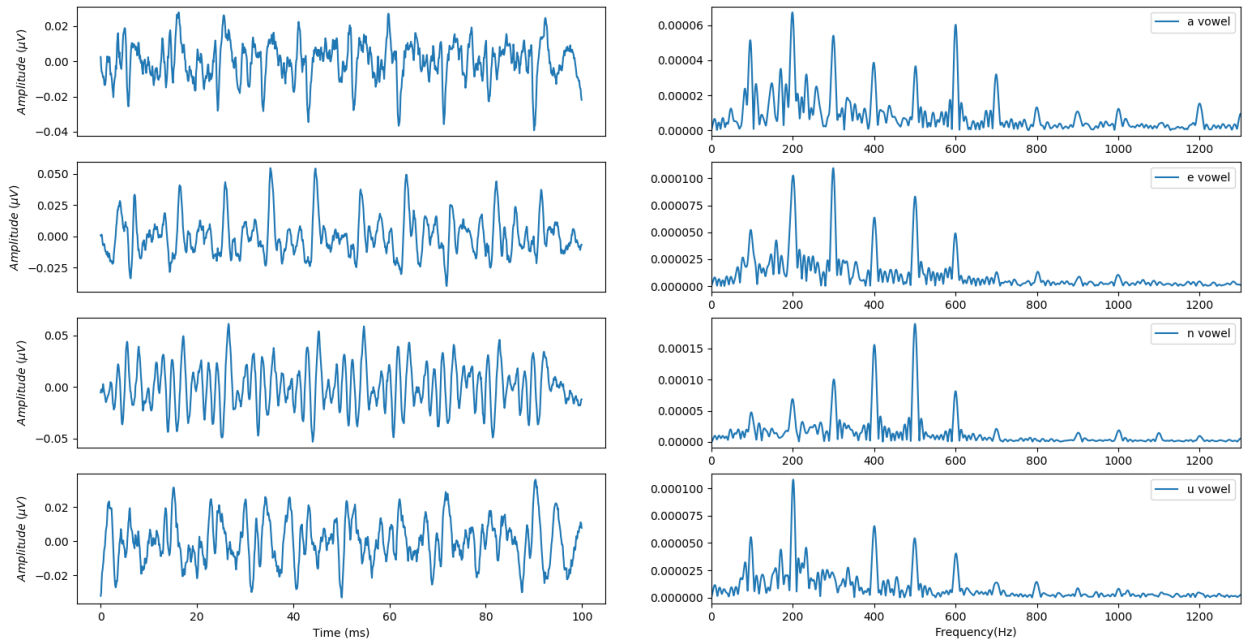 0.02
0.00
−0.02
−0.04
Amplitude (μV)
0.00006
0.00004
0.00002
0.00000
0 200 400 600 800 1000 1200
a vowel
0.050
0.025
0.000
−0.025
Amplitude (μV)
0.000100
0.000075
0.000050
0.000025
0.000000
0 200 400 600 800 1000 1200
e vowel
0.05
0.00
−0.05
Amplitude (μV)
0.00015
0.00010
0.00005
0.00000
0 200 400 600 800 1000 1200
n vowel
0.02
0.00
−0.02
Amplitude (μV)
0 20 40 60 80 100
Time (ms)
0.000100
0.000075
0.000050
0.000025
0.000000
0 200 400 600 800 1000 1200
Frequency(Hz)
u vowel